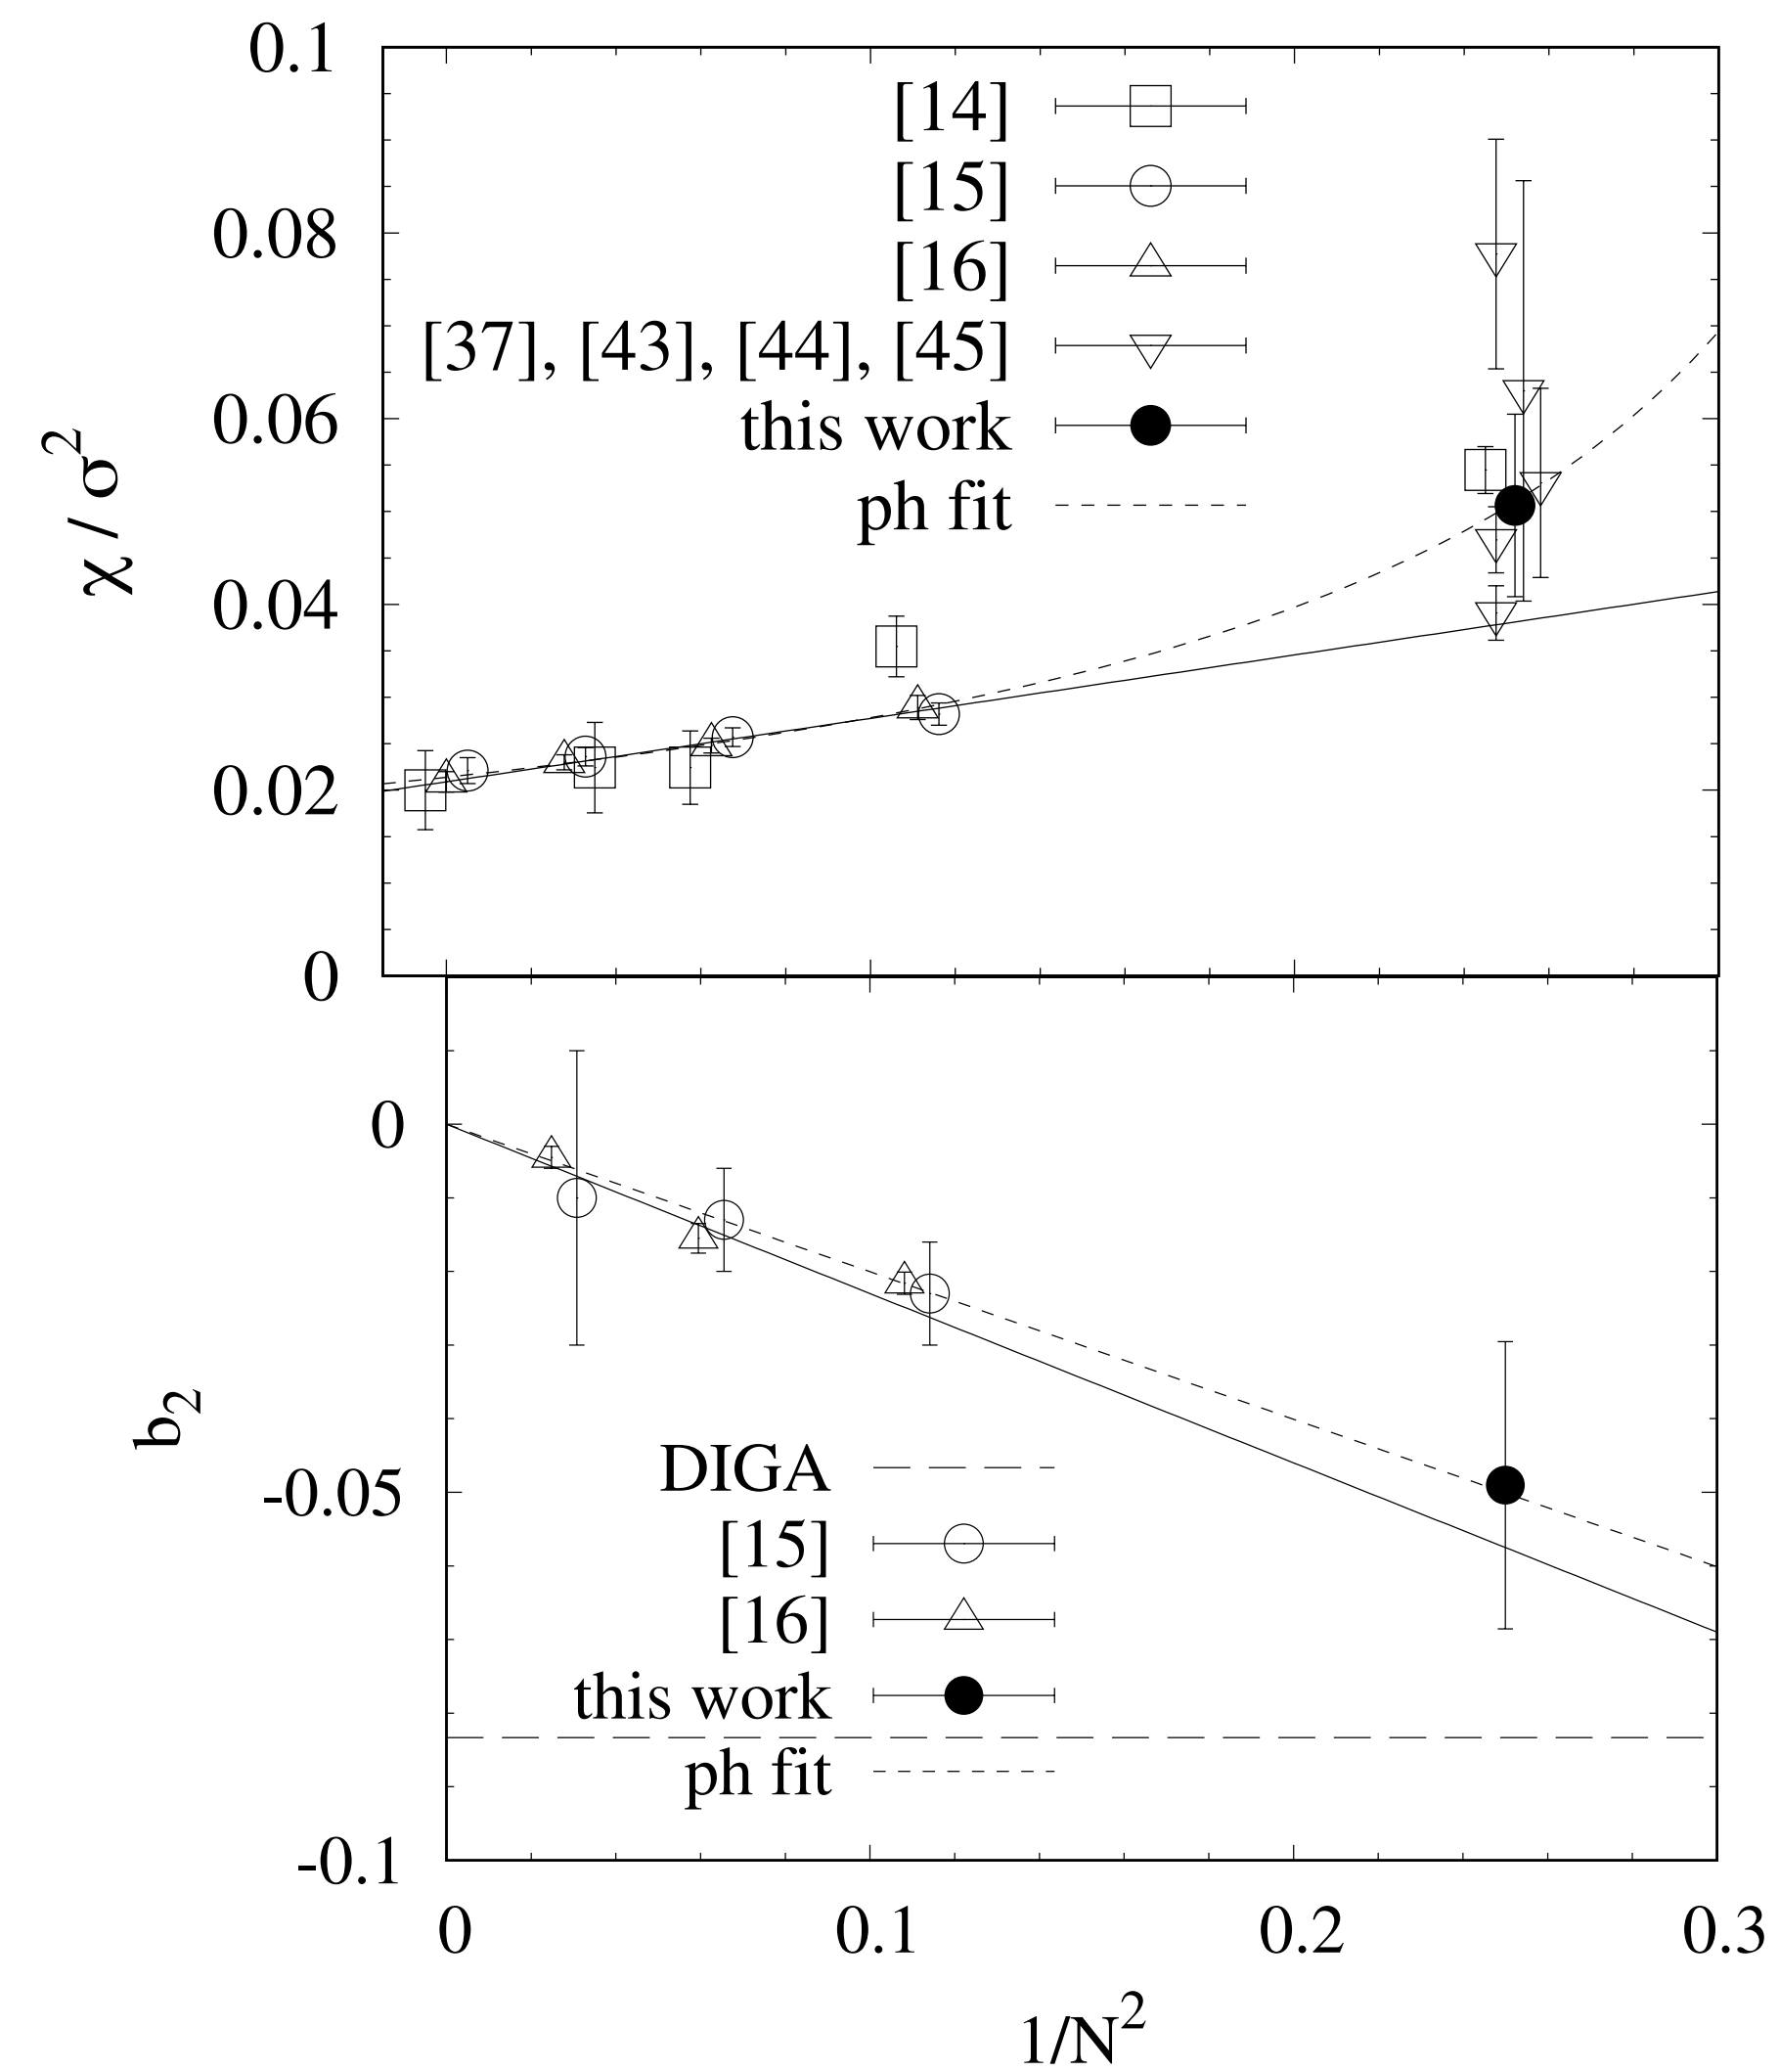 0.1
[14]
[15]
0.08
[16]
[37], [43], [44], [45]
0.06
this work
ph fit
χ / σ²
0.04
0.02
0
0
b₂
DIGA
-0.05
[15]
[16]
this work
ph fit
-0.1
0 0.1 0.2 0.3
1/N²